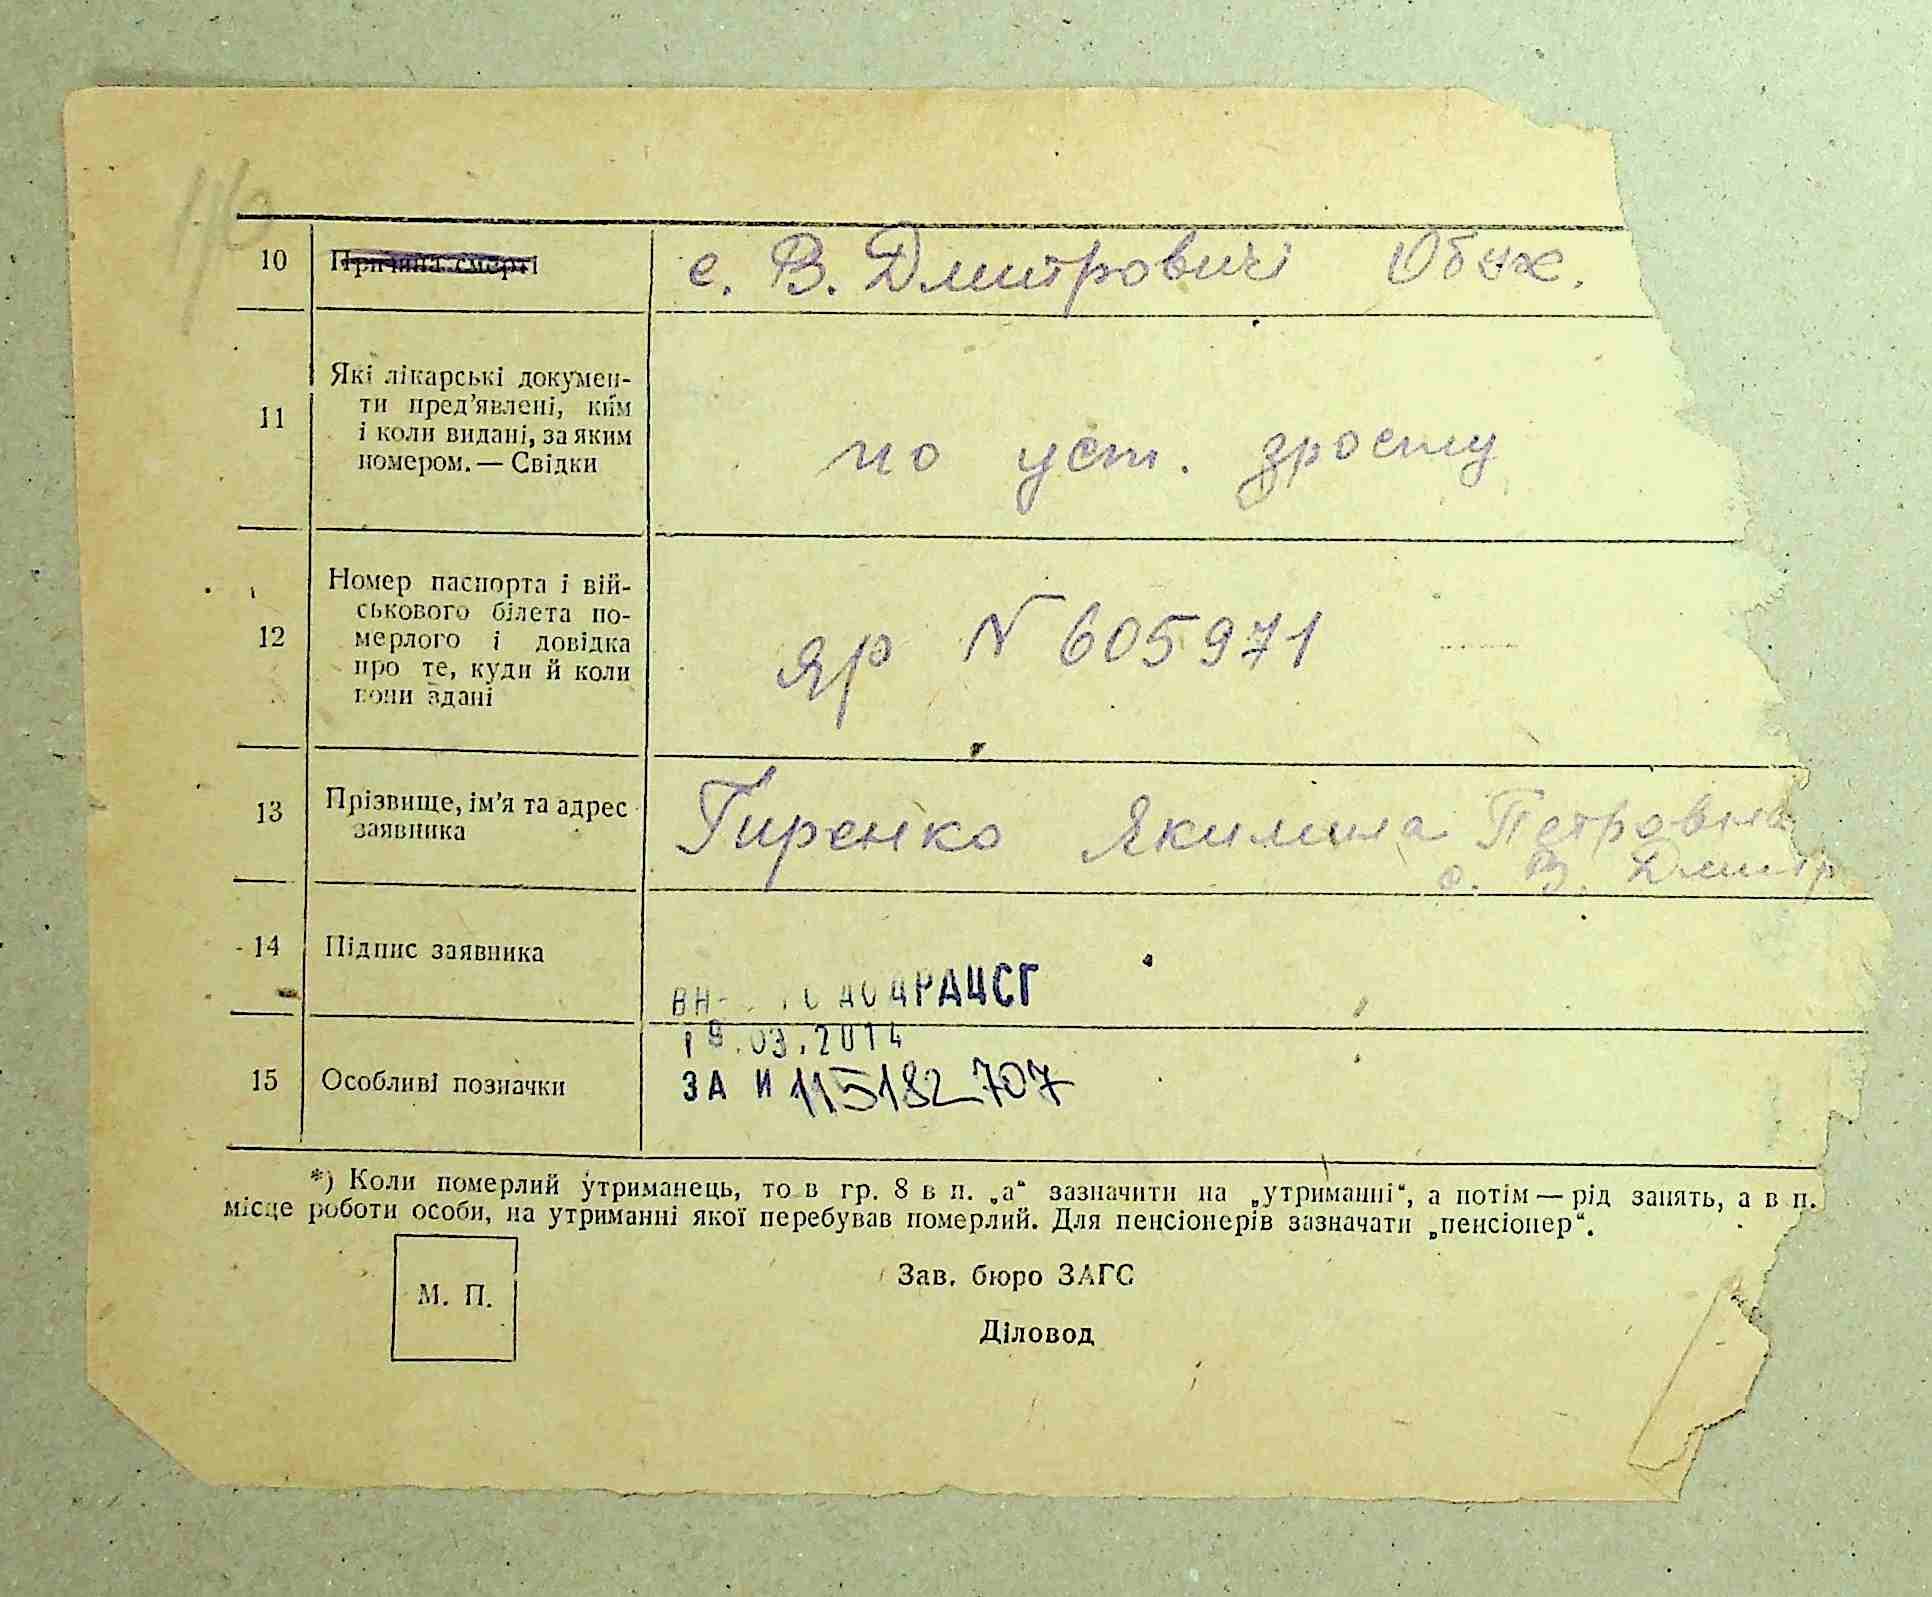 110
10 Причина смерті с. В. Дмитровичі Обух.
11 Які лікарські докумен-
ти пред'явлені, ким
і коли видані, за яким
номером. — Свідки
по уст. зросту
12 Номер паспорта і вій-
ськового білета по-
мерлого і довідка
про те, куди й коли
вони здані
яр N 605971
13 Прізвище, ім'я та адрес
заявника
Гиренко Якилина Петровна
с. В. Дмитр
14 Підпис заявника
РАЦСГ
19.03.2014
15 Особливі позначки
ЗА И 115182707
*) Коли померлий утриманець, то в гр. 8 в п. „а“ зазначити на „утриманні“, а потім — рід занять, а в п.
місце роботи особи, на утриманні якої перебував померлий. Для пенсіонерів зазначати „пенсіонер“.
М. П.
Зав. бюро ЗАГС
Діловод